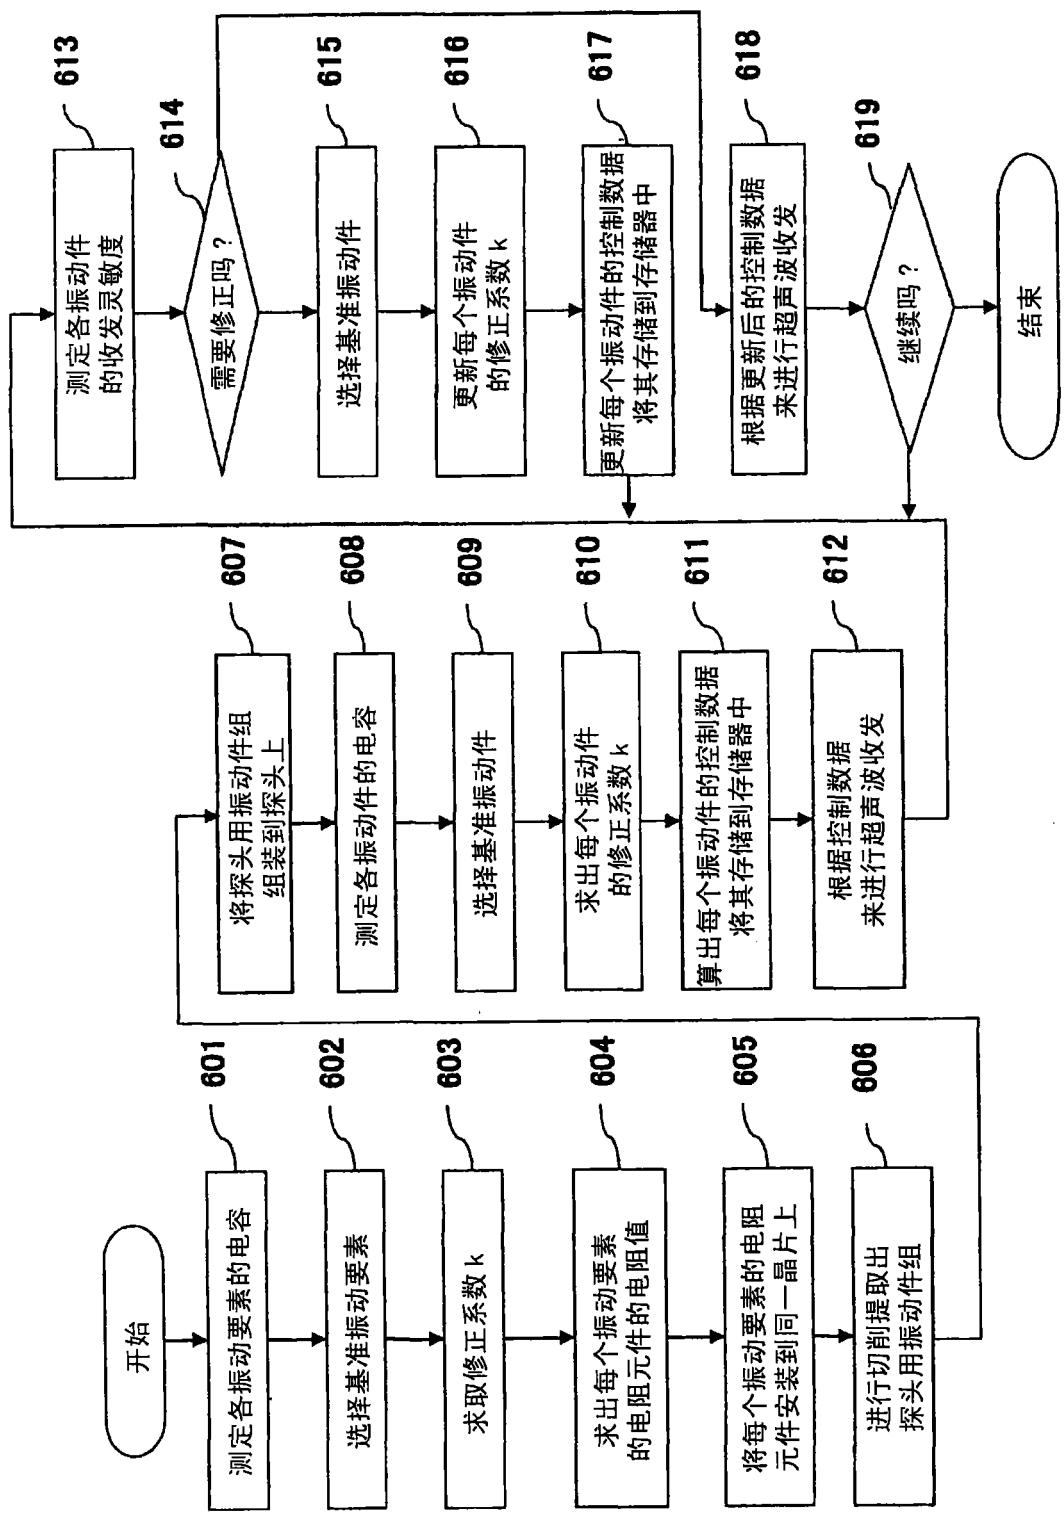 开始
测定各振动要素的电容
601
选择基准振动要素
602
求取修正系数k
603
求出每个振动要素
的电阻元件的电阻值
604
将每个振动要素的电阻
元件安装到同一晶片上
605
进行切削提取出
探头用振动件组
606
将探头用振动件组
组装到探头上
607
测定各振动件的电容
608
选择基准振动件
609
求出每个振动件
的修正系数k
610
算出每个振动件的控制数据
将其存储到存储器中
611
根据控制数据
来进行超声波收发
612
测定各振动件
的收发灵敏度
613
需要修正吗？
614
选择基准振动件
615
更新每个振动件
的修正系数k
616
更新每个振动件的控制数据，
将其存储到存储器中
617
根据更新后的控制数据
来进行超声波收发
618
继续吗？
619
结束